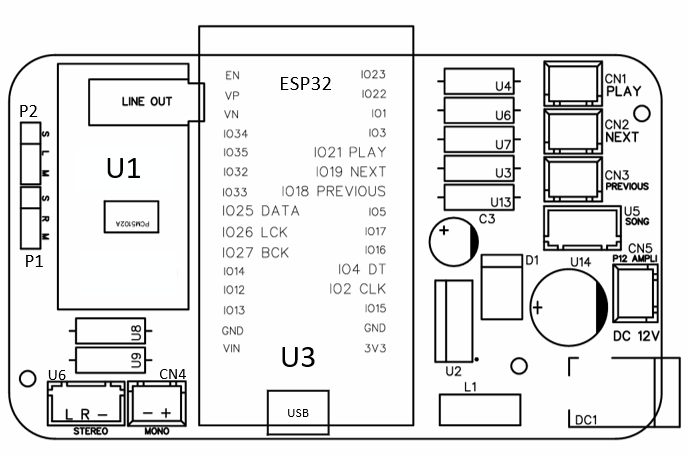 P2
S
L
M
S
R
M
P1
LINE OUT
U1
PCM5102A
U8
U9
U6
L R -
STEREO
CN4
- +
MONO
ESP32
EN IO23
VP IO22
VN IO1
IO34 IO3
IO35 IO21 PLAY
IO32 IO19 NEXT
IO33 IO18 PREVIOUS
IO25 DATA IO5
IO26 LCK IO17
IO27 BCK IO16
IO14 IO4 DT
IO12 IO2 CLK
IO13 IO15
GND GND
VIN 3V3
U3
USB
U4
U6
U7
U3
U13
C3
+
D1
U2
L1
CN1
PLAY
CN2
NEXT
CN3
PREVIOUS
U5
SONG
CN5
P12 AMPLI
U14
+
DC 12V
DC1